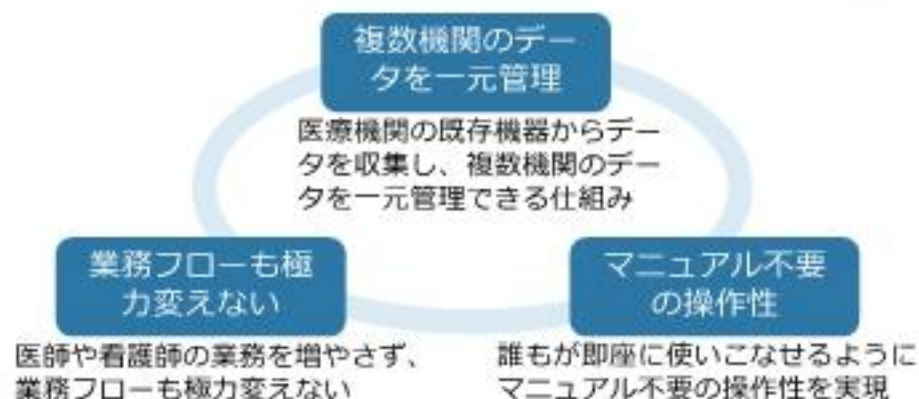 複数機関のデー
タを一元管理
医療機関の既存機器からデー
タを収集し、複数機関のデー
タを一元管理できる仕組み
業務フローも極
力変えない
医師や看護師の業務を増やさず、
業務フローも極力変えない
マニュアル不要
の操作性
誰もが即座に使いこなせるように
マニュアル不要の操作性を実現